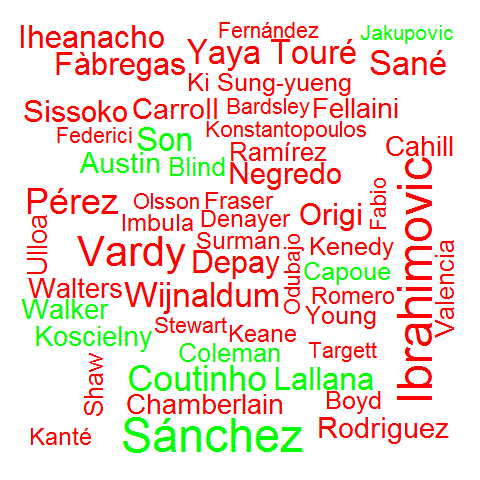 Fernández
Iheanacho
Jakupovic
Yaya Touré
Fàbregas
Sané
Ki Sung-yueng
Sissoko
Carroll
Bardsley
Fellaini
Federici
Son
Konstantopoulos
Cahill
Austin
Blind
Ramírez
Negredo
Pérez
Olsson
Fraser
Origi
Fabio
Imbula
Denayer
Ibrahimovic
Ulloa
Vardy
Surman
Odubajo
Kenedy
Valencia
Depay
Capoue
Walters
Wijnaldum
Romero
Walker
Young
Koscielny
Stewart
Keane
Coleman
Targett
Shaw
Coutinho
Lallana
Chamberlain
Boyd
Kanté
Sánchez
Rodriguez